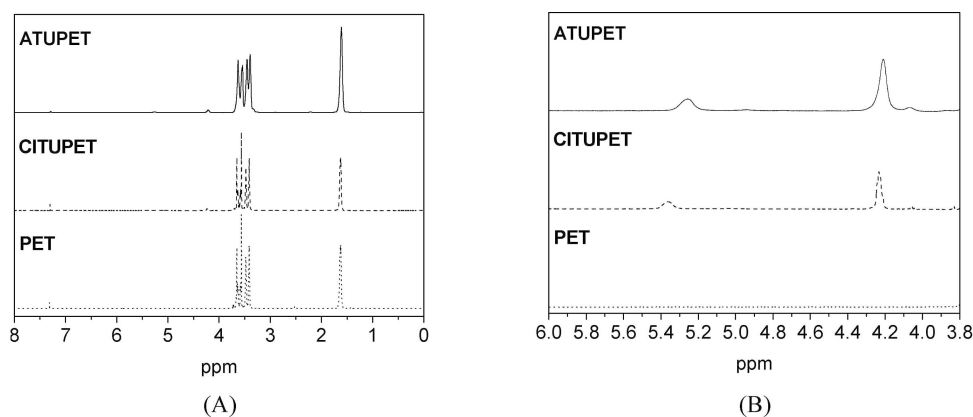 ATUPET
CITUPET
PET
8 7 6 5 4 3 2 1 0
ppm
(A)
ATUPET
CITUPET
PET
6.0 5.8 5.6 5.4 5.2 5.0 4.8 4.6 4.4 4.2 4.0 3.8
ppm
(B)